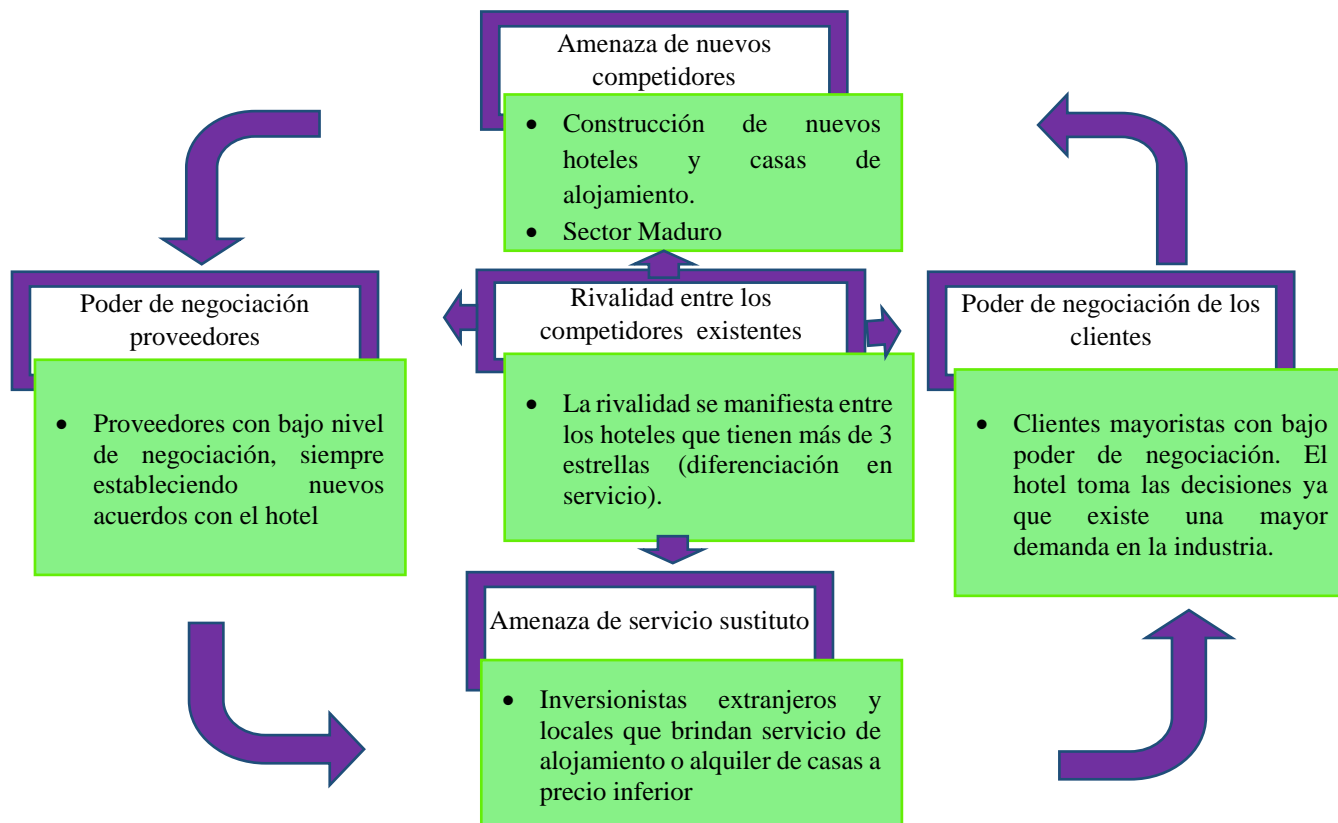 Amenaza de nuevos
competidores
• Construcción de nuevos
hoteles y casas de
alojamiento.
• Sector Maduro
Poder de negociación
proveedores
• Proveedores con bajo nivel
de negociación, siempre
estableciendo nuevos
acuerdos con el hotel
Rivalidad entre los
competidores existentes
• La rivalidad se manifiesta entre
los hoteles que tienen más de 3
estrellas (diferenciación en
servicio).
Poder de negociación de los
clientes
• Clientes mayoristas con bajo
poder de negociación. El
hotel toma las decisiones ya
que existe una mayor
demanda en la industria.
Amenaza de servicio sustituto
• Inversionistas extranjeros y
locales que brindan servicio de
alojamiento o alquiler de casas a
precio inferior